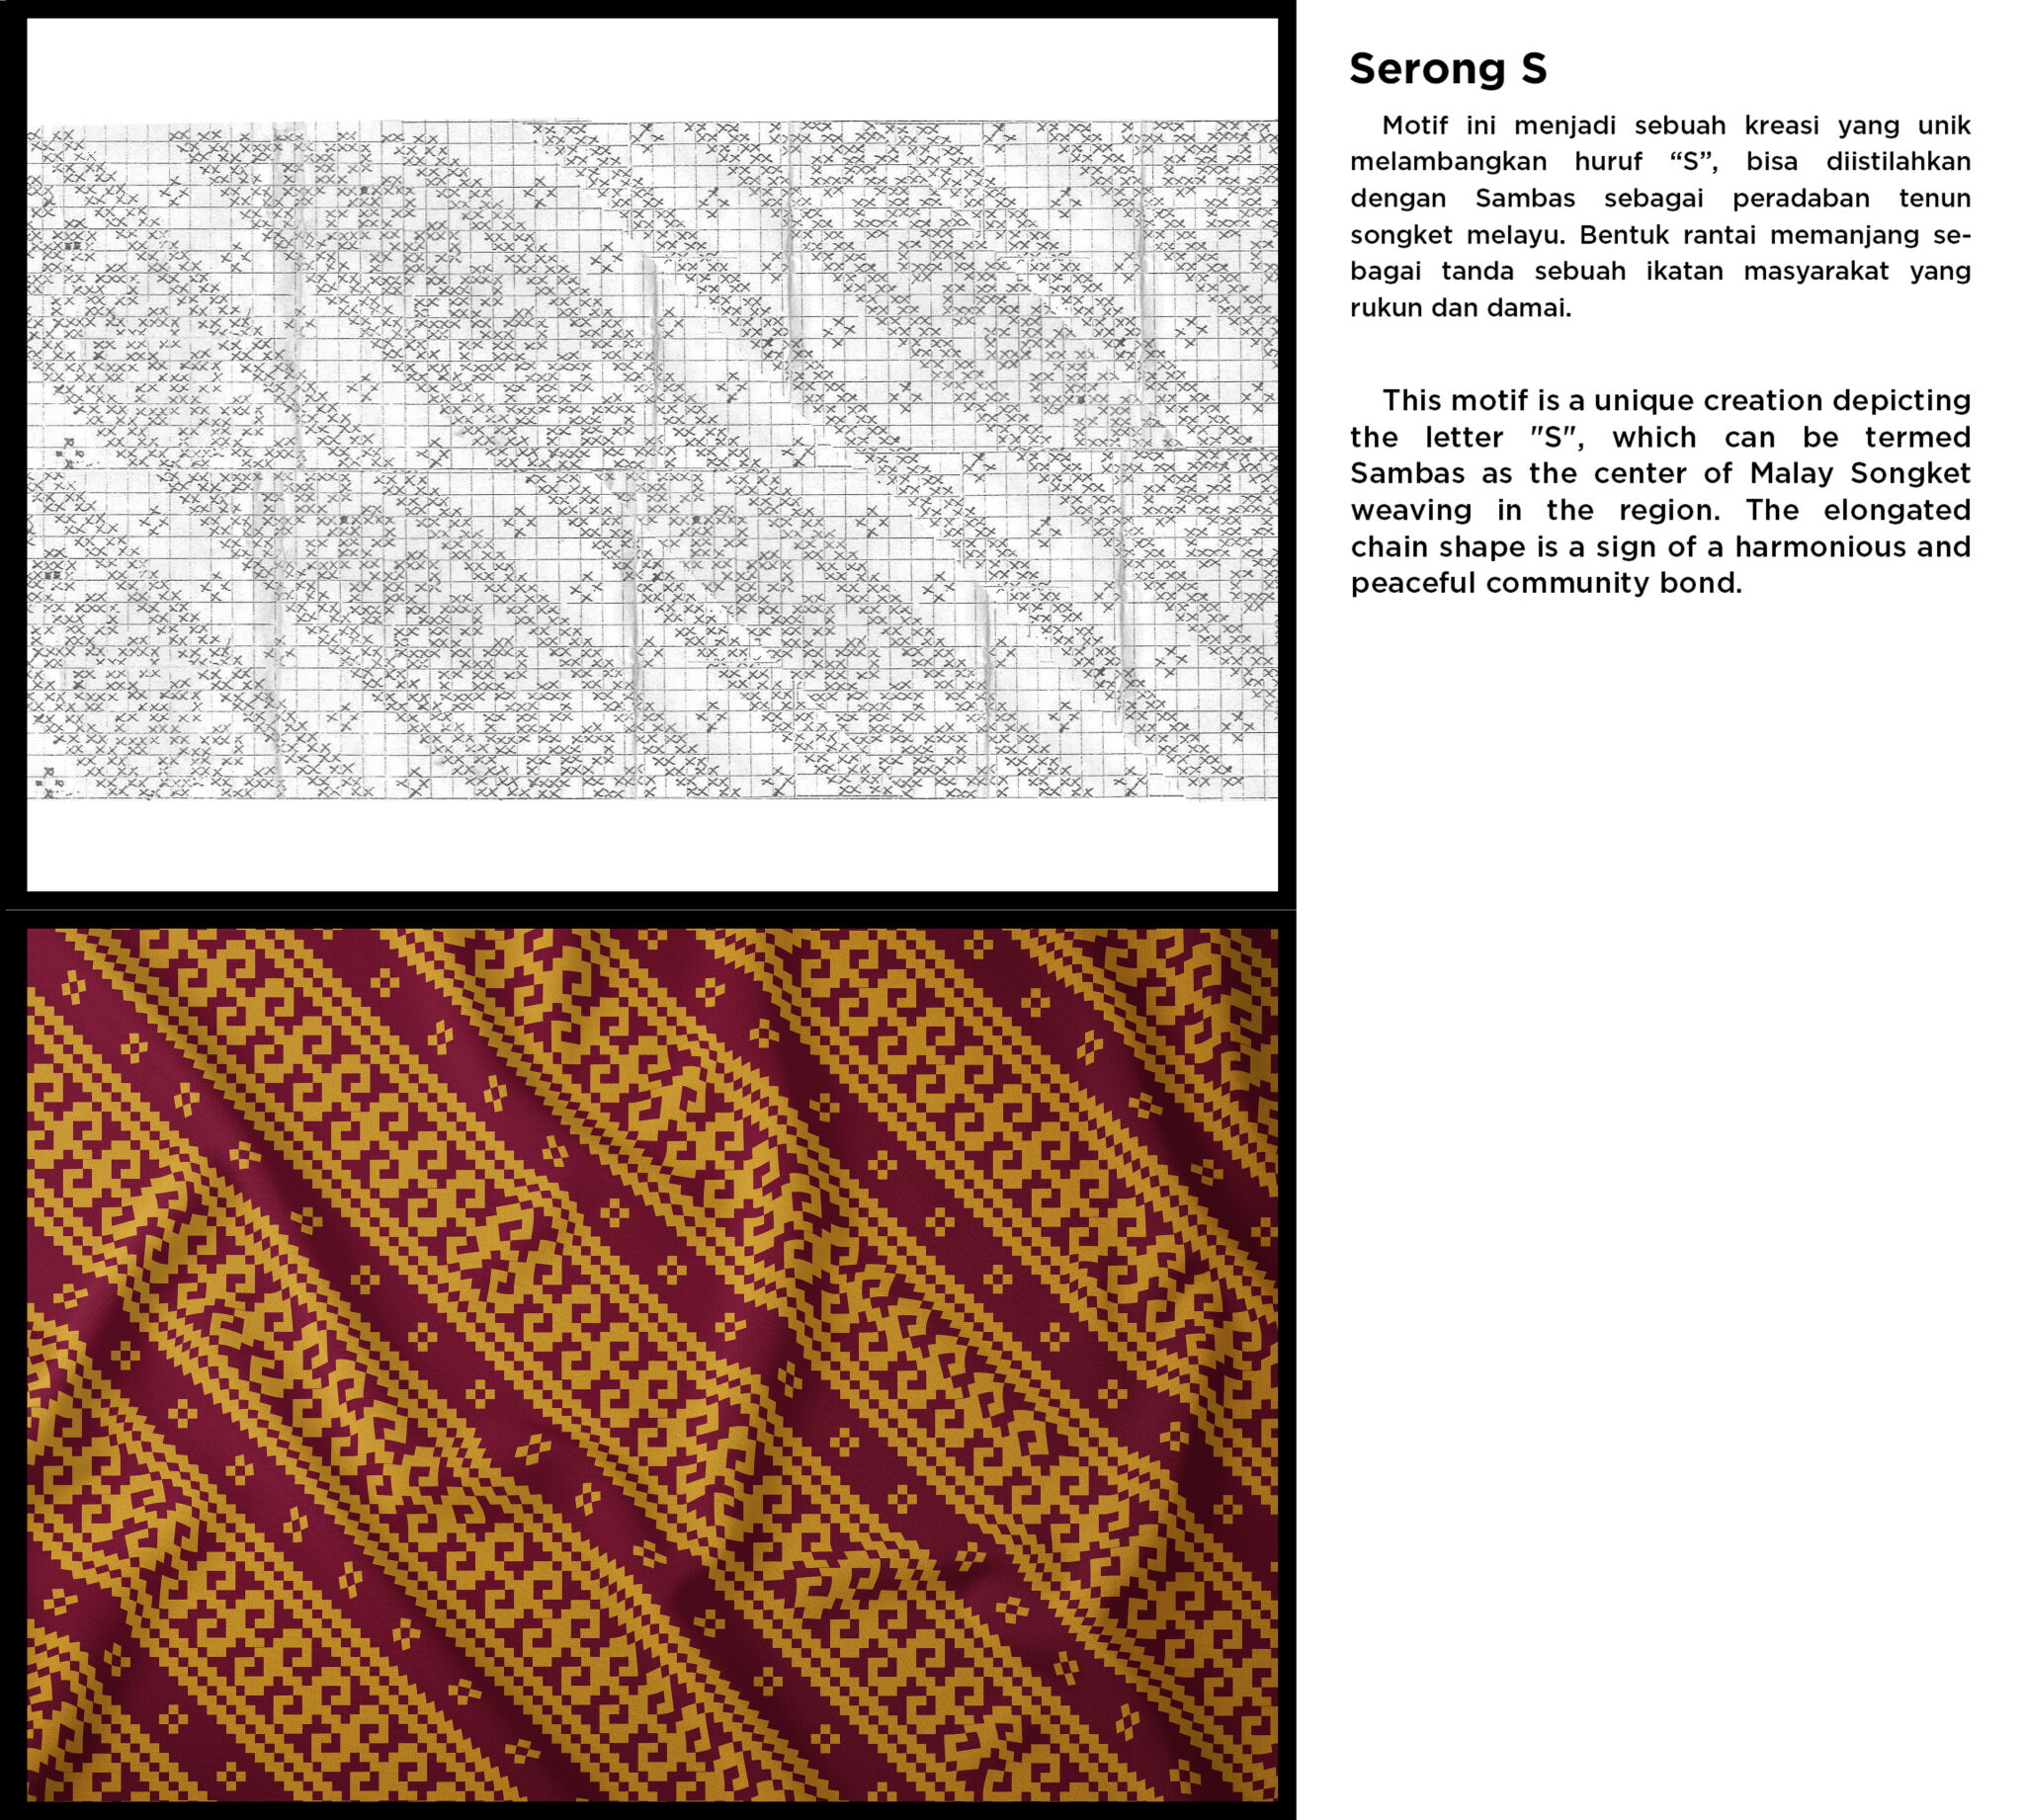 Serong S
Motif ini menjadi sebuah kreasi yang unik
melambangkan huruf “S”, bisa diistilahkan
dengan Sambas sebagai peradaban tenun
songket melayu. Bentuk rantai memanjang se-
bagai tanda sebuah ikatan masyarakat yang
rukun dan damai.
This motif is a unique creation depicting
the letter "S", which can be termed
Sambas as the center of Malay Songket
weaving in the region. The elongated
chain shape is a sign of a harmonious and
peaceful community bond.